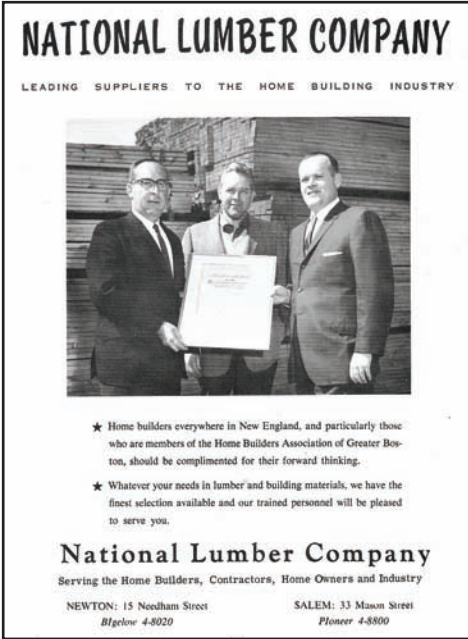 NATIONAL LUMBER COMPANY
LEADING SUPPLIERS TO THE HOME BUILDING INDUSTRY
★ Home builders everywhere in New England, and particularly those
who are members of the Home Builders Association of Greater Bos-
ton, should be complimented for their forward thinking.
★ Whatever your needs in lumber and building materials, we have the
finest selection available and our trained personnel will be pleased
to serve you.
National Lumber Company
Serving the Home Builders, Contractors, Home Owners and Industry
NEWTON: 15 Needham Street SALEM: 33 Mason Street
BIgelow 4-8020 PIoneer 4-8800